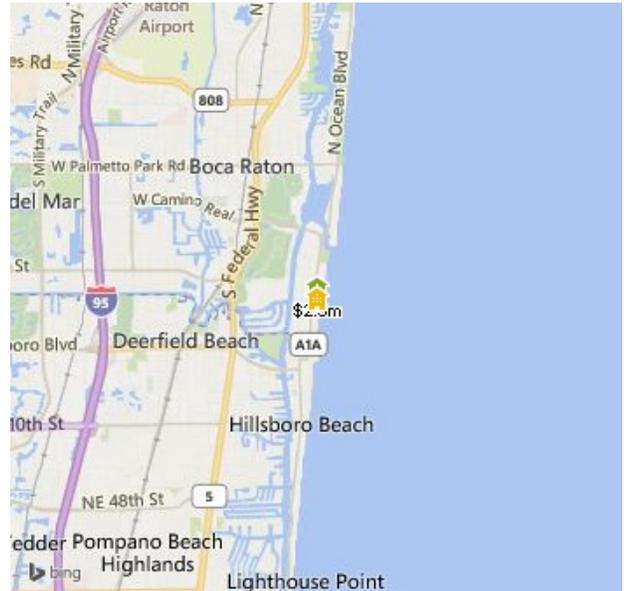 Raton
Airport
Airport
N
N Military
es Rd
808
N Ocean Blvd
S Military Trail
W Palmetto Park Rd
Boca Raton
del Mar
W Camino Real
S Federal Hwy
St
95
Deerfield Beach
A1A
oro Blvd
10th St
Hillsboro Beach
NE 48th St
5
Pompano Beach
Highlands
bing
Lighthouse Point